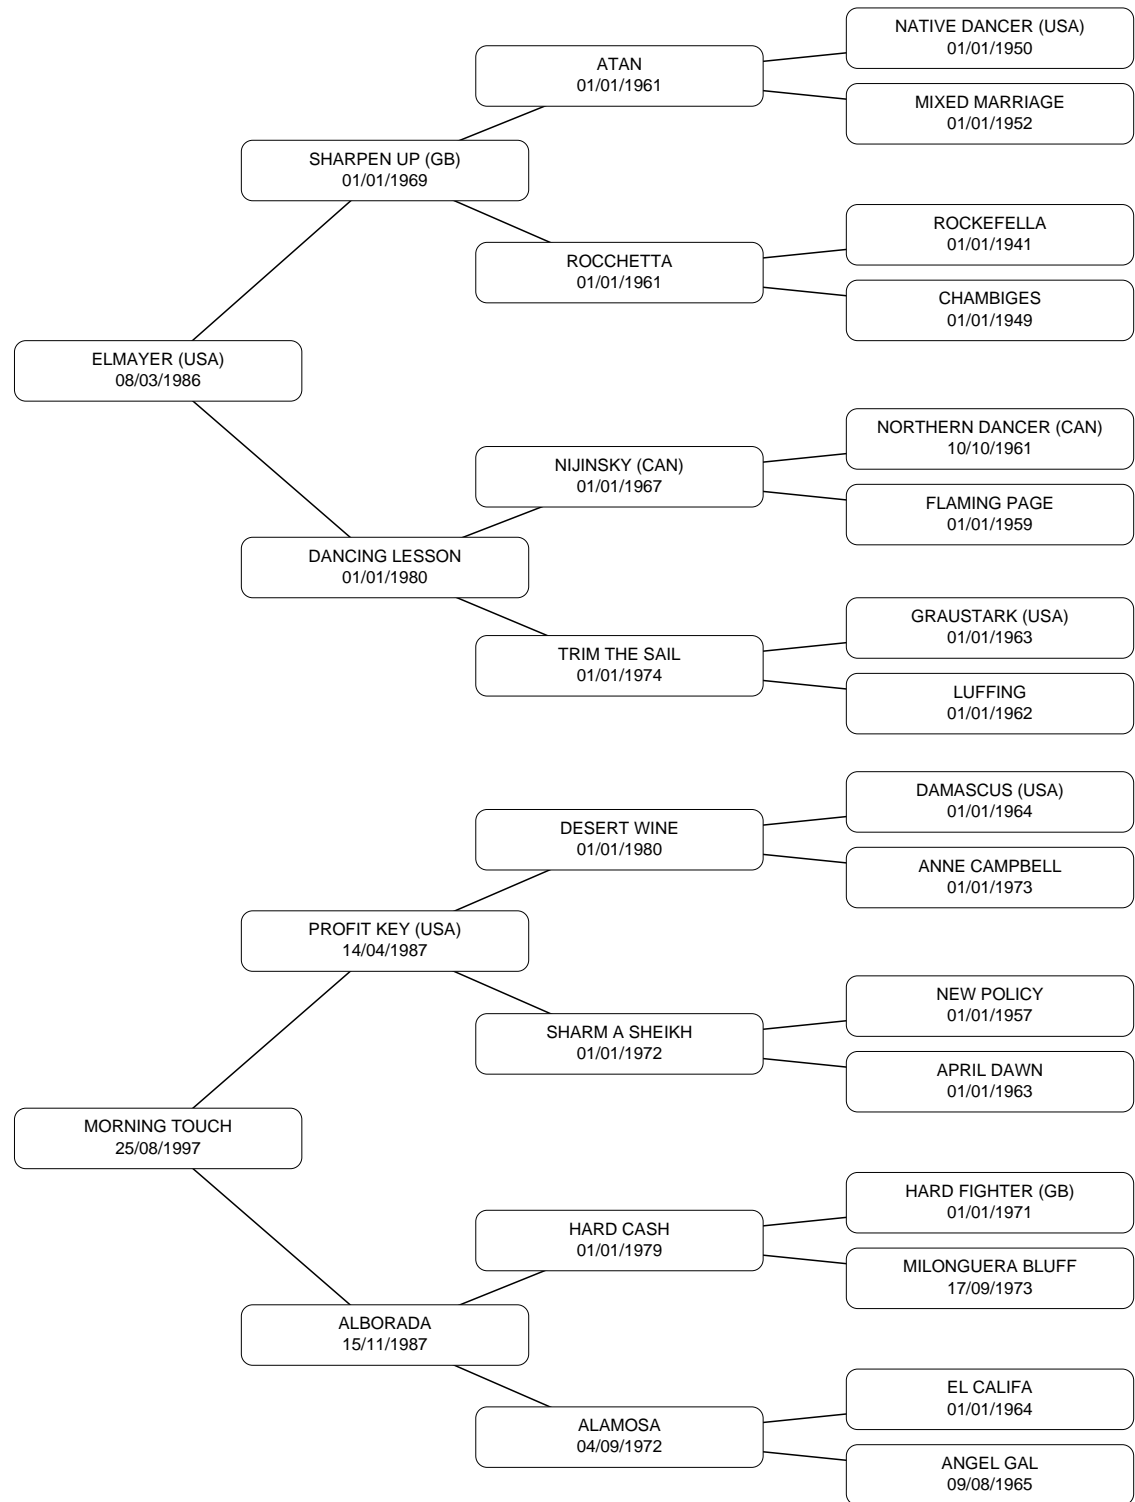 NATIVE DANCER (USA)
01/01/1950
ATAN
01/01/1961
MIXED MARRIAGE
01/01/1952
SHARPEN UP (GB)
01/01/1969
ROCKEFELLA
01/01/1941
ROCCHETTA
01/01/1961
CHAMBIGES
01/01/1949
ELMAYER (USA)
08/03/1986
NORTHERN DANCER (CAN)
10/10/1961
NIJINSKY (CAN)
01/01/1967
FLAMING PAGE
01/01/1959
DANCING LESSON
01/01/1980
GRAUSTARK (USA)
01/01/1963
TRIM THE SAIL
01/01/1974
LUFFING
01/01/1962
DAMASCUS (USA)
01/01/1964
DESERT WINE
01/01/1980
ANNE CAMPBELL
01/01/1973
PROFIT KEY (USA)
14/04/1987
NEW POLICY
01/01/1957
SHARM A SHEIKH
01/01/1972
APRIL DAWN
01/01/1963
MORNING TOUCH
25/08/1997
HARD FIGHTER (GB)
01/01/1971
HARD CASH
01/01/1979
MILONGUERA BLUFF
17/09/1973
ALBORADA
15/11/1987
EL CALIFA
01/01/1964
ALAMOSA
04/09/1972
ANGEL GAL
09/08/1965